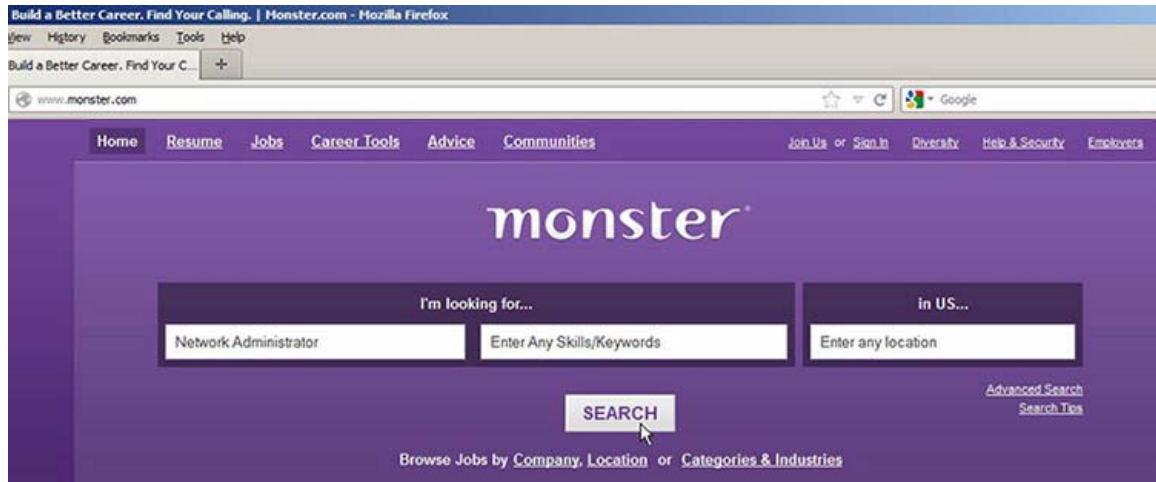 Build a Better Career. Find Your Calling. | Monster.com - Mozilla Firefox
View History Bookmarks Tools Help
Build a Better Career. Find Your C... +
www.monster.com Google
Home Resume Jobs Career Tools Advice Communities Join Us or Sign In Diversity Help & Security Employers
monster
I'm looking for... in US...
Network Administrator Enter Any Skills/Keywords Enter any location
Advanced Search
SEARCH Search Tips
Browse Jobs by Company, Location or Categories & Industries